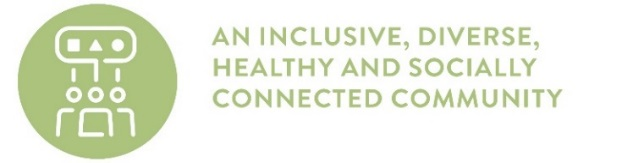 AN INCLUSIVE, DIVERSE,
HEALTHY AND SOCIALLY
CONNECTED COMMUNITY